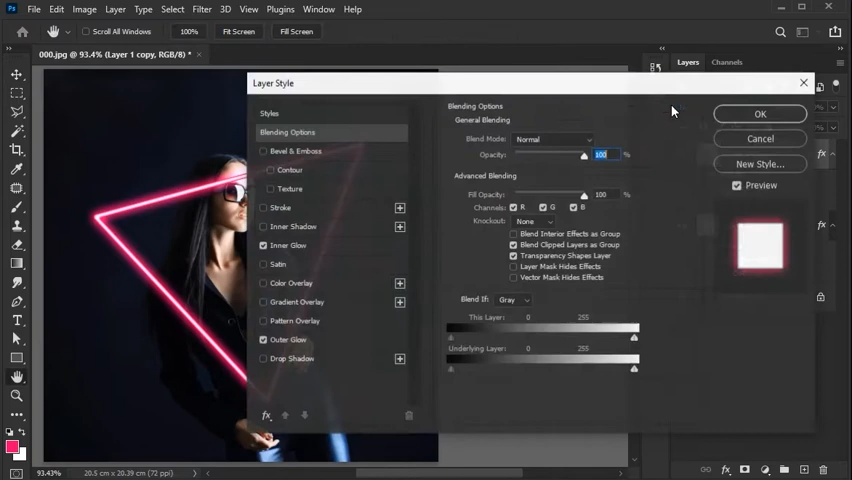 Ps File Edit Image Layer Type Select Filter 3D View Plugins Window Help
Scroll All Windows 100% Fit Screen Fill Screen
000.jpg @ 93.4% (Layer 1 copy, RGB/8) * ×
Layers Channels
Layer Style
Styles
Blending Options
Bevel & Emboss
Contour
Texture
Stroke
Inner Shadow
Inner Glow
Satin
Color Overlay
Gradient Overlay
Pattern Overlay
Outer Glow
Drop Shadow
fx
Blending Options
General Blending
Blend Mode: Normal
Opacity: 100 %
Advanced Blending
Fill Opacity: 100 %
Channels: R G B
Knockout: None
Blend Interior Effects as Group
Blend Clipped Layers as Group
Transparency Shapes Layer
Layer Mask Hides Effects
Vector Mask Hides Effects
Blend If: Gray
This Layer: 0 255
Underlying Layer: 0 255
OK
Cancel
New Style...
Preview
fx
fx
93.43% 20.5 cm x 20.39 cm (72 ppi)
fx